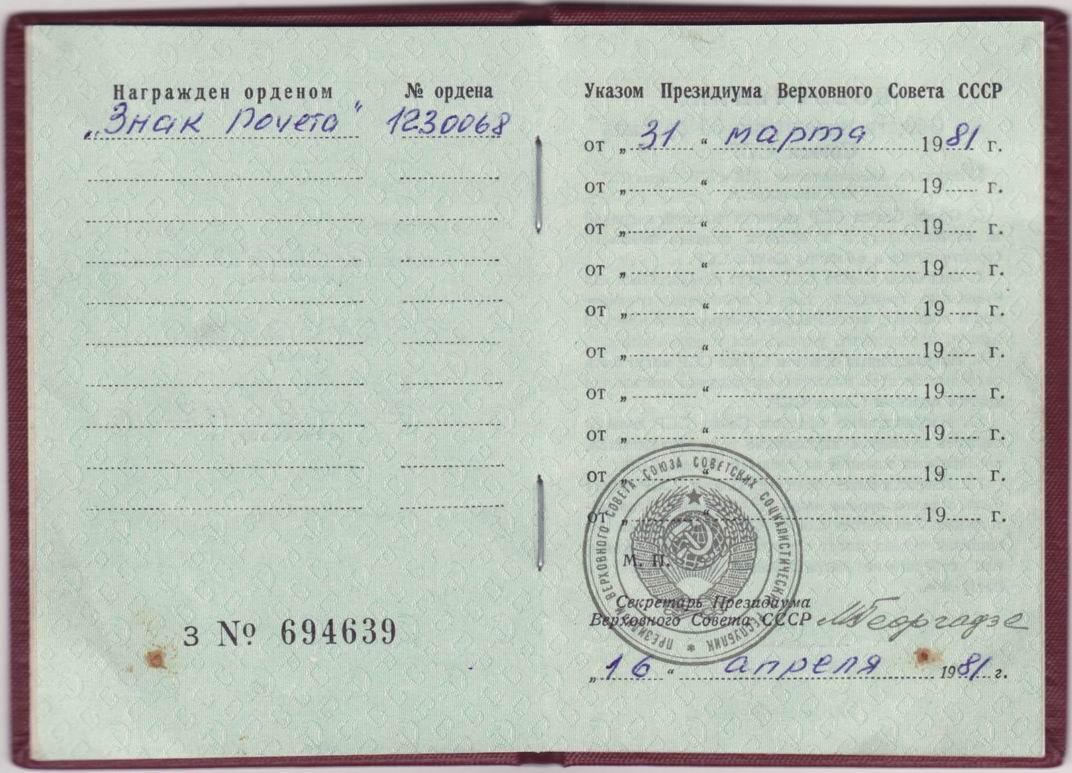 Награжден орденом № ордена
„Знак Почета“ 1230068
З № 694639
Указом Президиума Верховного Совета СССР
от „31“ марта 1981 г.
от „ “ 19 г.
от „ “ 19 г.
от „ “ 19 г.
от „ “ 19 г.
от „ “ 19 г.
от „ “ 19 г.
от „ “ 19 г.
от „ “ 19 г.
от „ “ 19 г.
ПРЕЗИДИУМ ВЕРХОВНОГО СОВЕТА СОЮЗА СОВЕТСКИХ СОЦИАЛИСТИЧЕСКИХ РЕСПУБЛИК
М. П.
Секретарь Президиума
Верховного Совета СССР МГеоргадзе
„16“ апреля 1981 г.